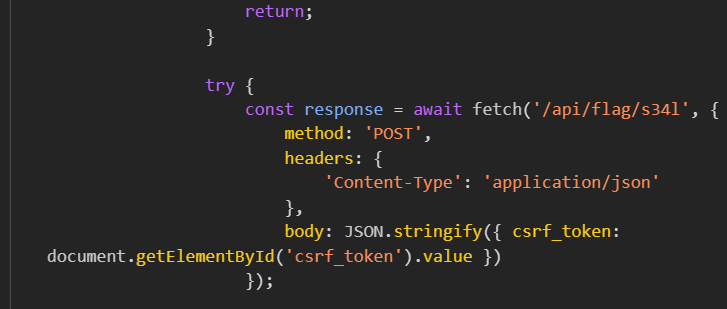 return;
}
try {
const response = await fetch('/api/flag/s34l', {
method: 'POST',
headers: {
'Content-Type': 'application/json'
},
body: JSON.stringify({ csrf_token:
document.getElementById('csrf_token').value })
});